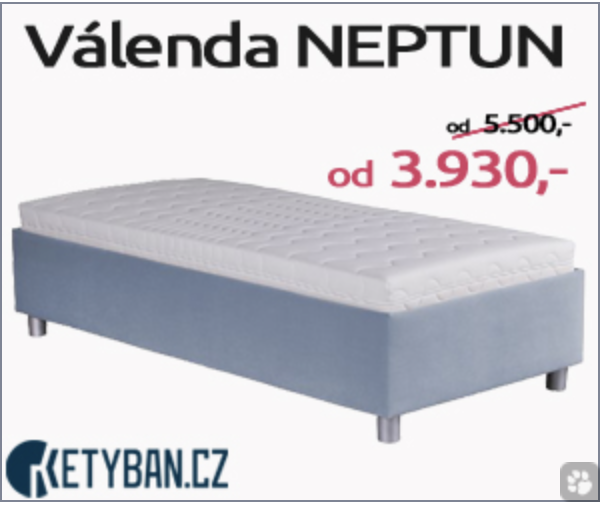 Válenda NEPTUN
od 5.500,-
od 3.930,-
KETYBAN.CZ